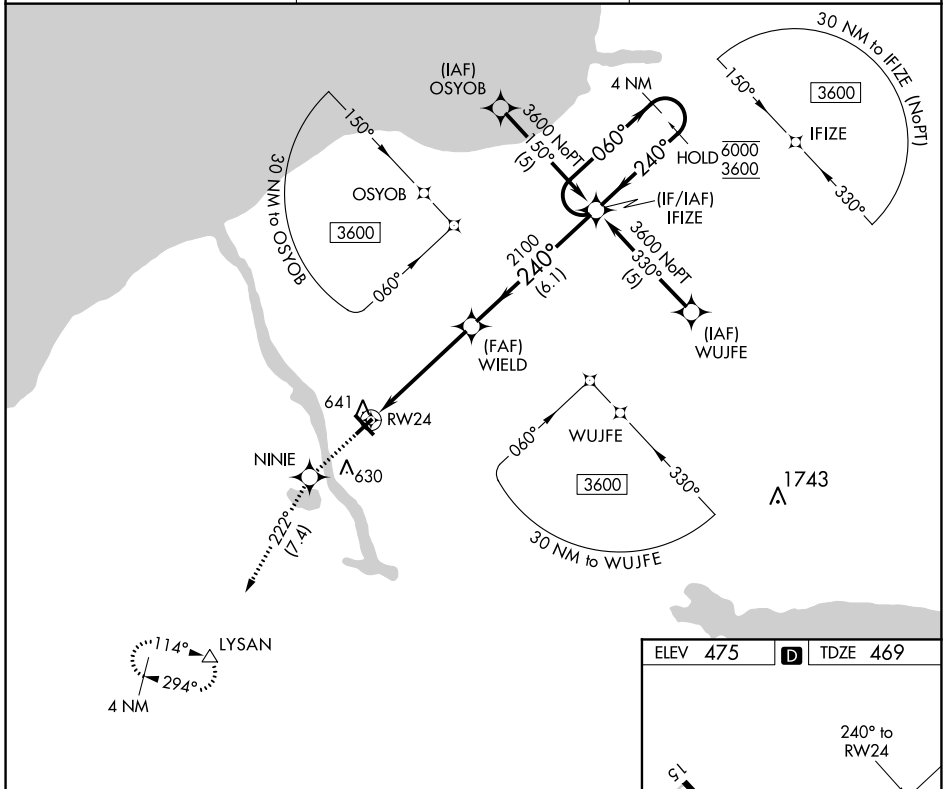 30 NM to IFIZE (NoPT)
150°
3600
IFIZE
330°
(IAF)
OSYOB
4 NM
3600 NoPT
150°
(5)
060°
240°
HOLD 6000
3600
(IF/IAF)
IFIZE
150°
OSYOB
3600
060°
30 NM to OSYOB
2100
240°
(6.1)
3600 NoPT
330°
(5)
(IAF)
WUJFE
(FAF)
WIELD
641
RW24
NINIE
630
222°
(7.4)
060°
WUJFE
3600
330°
30 NM to WUJFE
1743
114°
LYSAN
294°
4 NM
ELEV 475
D
TDZE 469
240° to
RW24
15